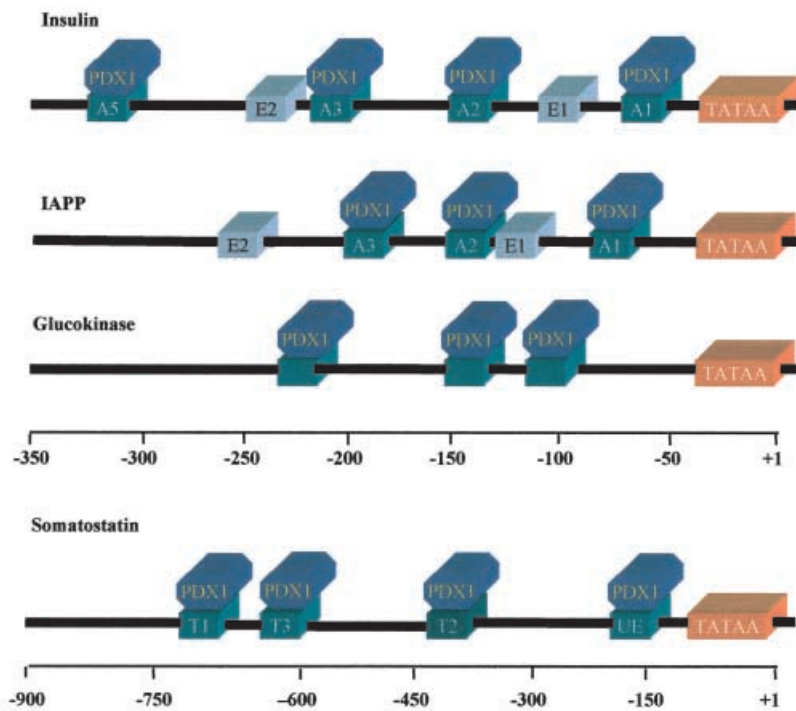 Insulin
PDX1 PDX1 PDX1 PDX1
A5 E2 A3 A2 E1 A1 TATAA
IAPP
PDX1 PDX1 PDX1
E2 A3 A2 E1 A1 TATAA
Glucokinase
PDX1 PDX1 PDX1
TATAA
-350 -300 -250 -200 -150 -100 -50 +1
Somatostatin
PDX1 PDX1 PDX1 PDX1
T1 T3 T2 UE TATAA
-900 -750 -600 -450 -300 -150 +1